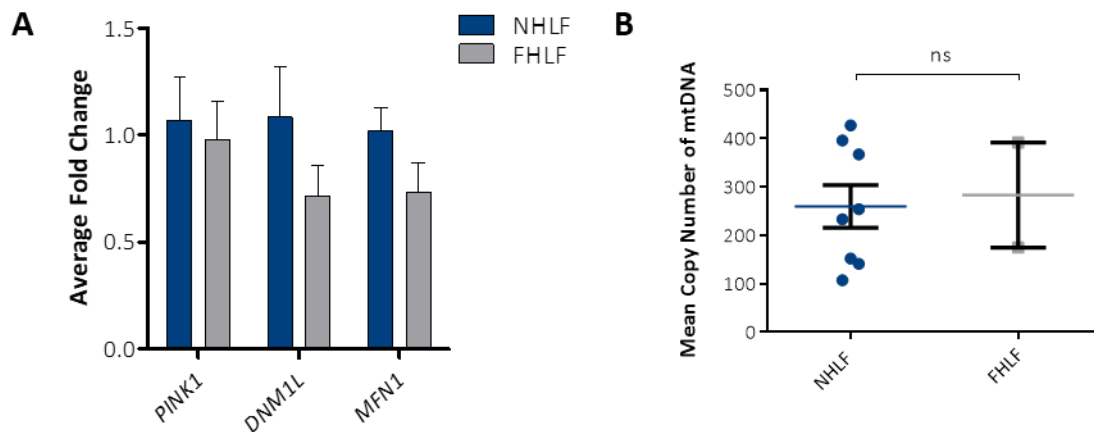 A
1.5
1.0
0.5
0.0
Average Fold Change
PINK1
DNM1L
MFN1
NHLF
FHLF
B
ns
500
400
300
200
100
0
Mean Copy Number of mtDNA
NHLF
FHLF